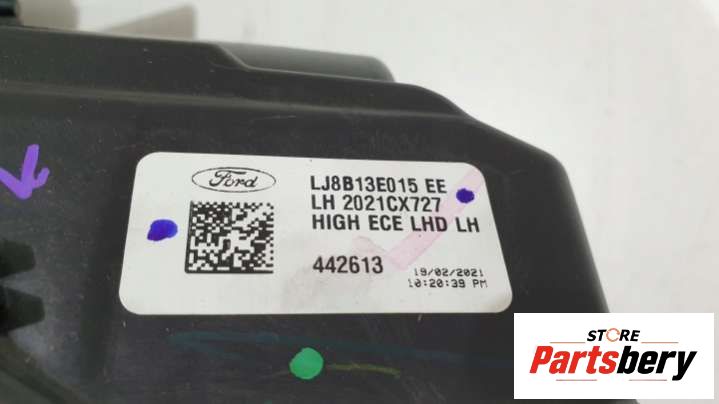 Ford
LJ8B13E015 EE
LH 2021CX727
HIGH ECE LHD LH
442613
19/02/2021
10:20:39 PM
STORE
Partsbery